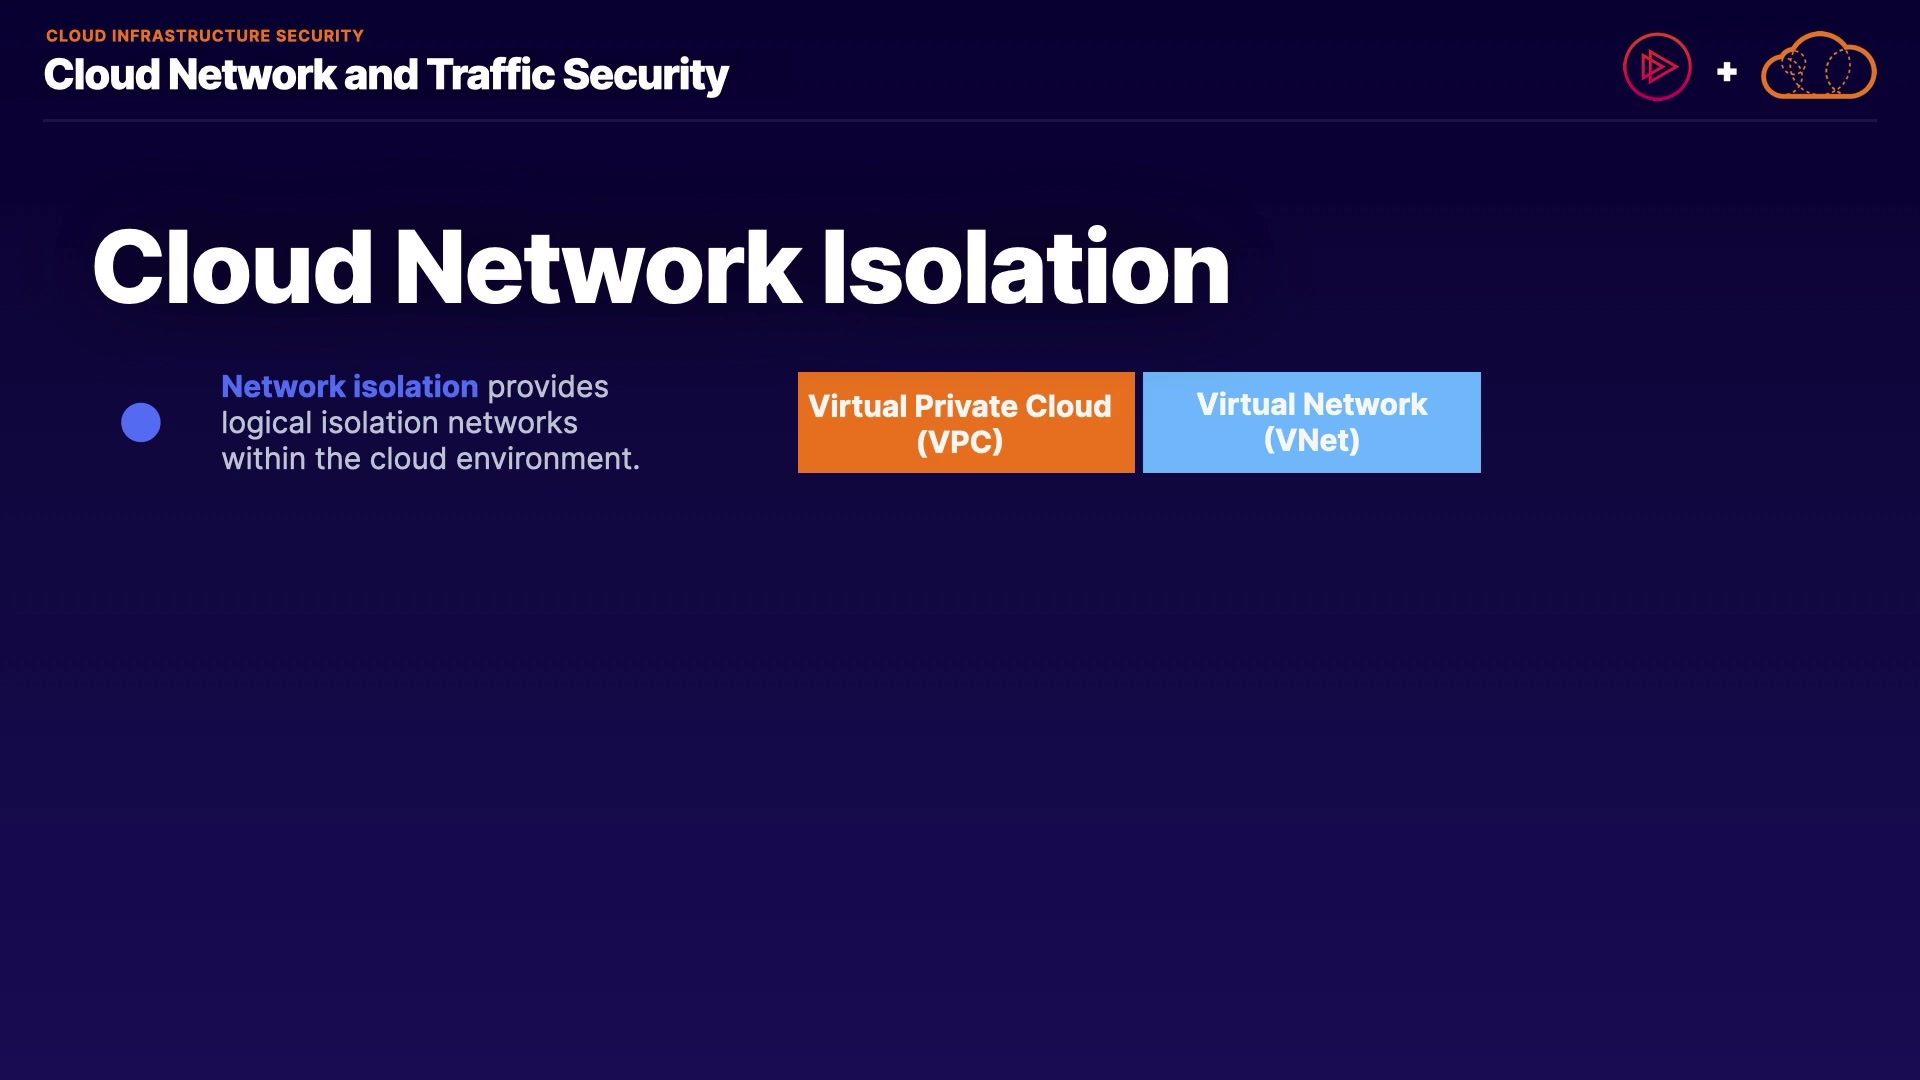 CLOUD INFRASTRUCTURE SECURITY
Cloud Network and Traffic Security
+
Cloud Network Isolation
Network isolation provides
logical isolation networks
within the cloud environment.
Virtual Private Cloud
(VPC)
Virtual Network
(VNet)